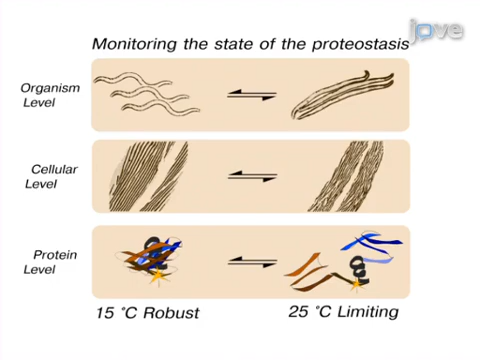 jove
Monitoring the state of the proteostasis
Organism
Level
Cellular
Level
Protein
Level
15 °C Robust
25 °C Limiting